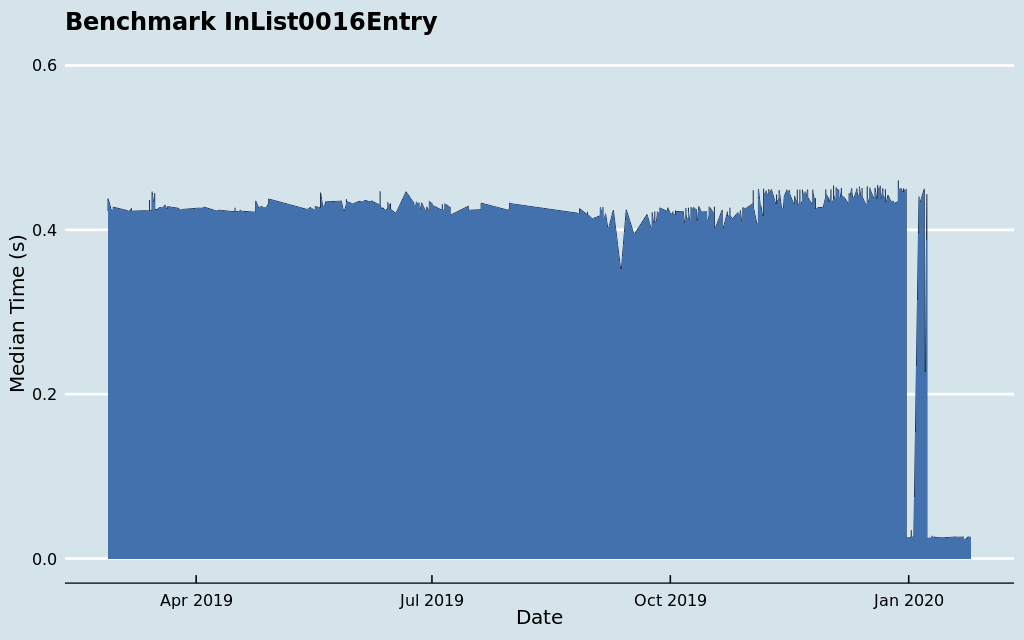 Benchmark InList0016Entry
0.6
0.4
0.2
0.0
Median Time (s)
Apr 2019
Jul 2019
Oct 2019
Jan 2020
Date